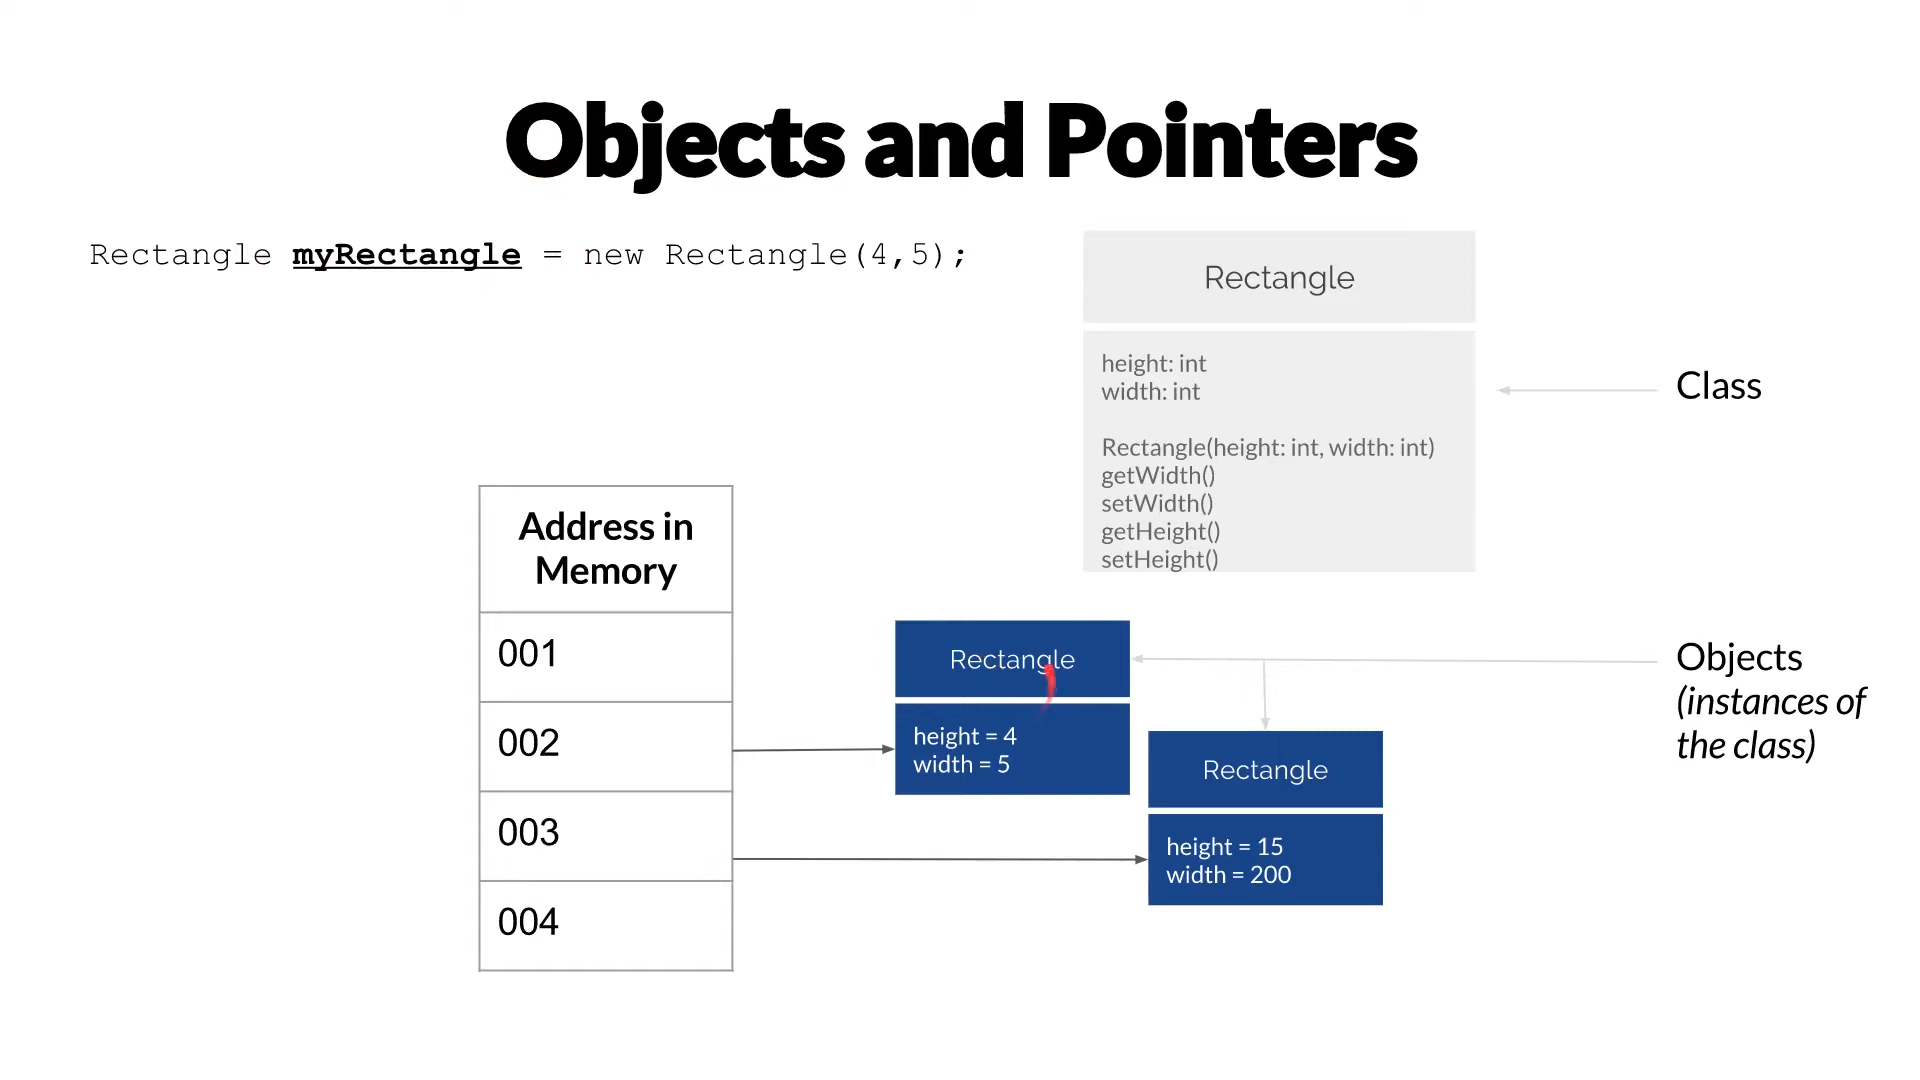 Objects and Pointers
Rectangle myRectangle = new Rectangle(4,5);
Rectangle
height: int
width: int
Rectangle(height: int, width: int)
getWidth()
setWidth()
getHeight()
setHeight()
Class
Address in
Memory
001
002
003
004
Rectangle
height = 4
width = 5
Rectangle
height = 15
width = 200
Objects
(instances of
the class)